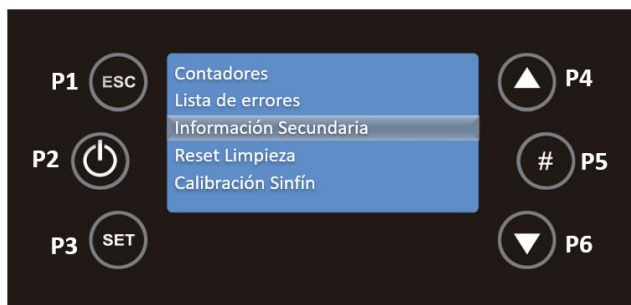 P1
ESC
P2
P3
SET
Contadores
Lista de errores
Información Secundaria
Reset Limpieza
Calibración Sinfín
P4
#
P5
P6